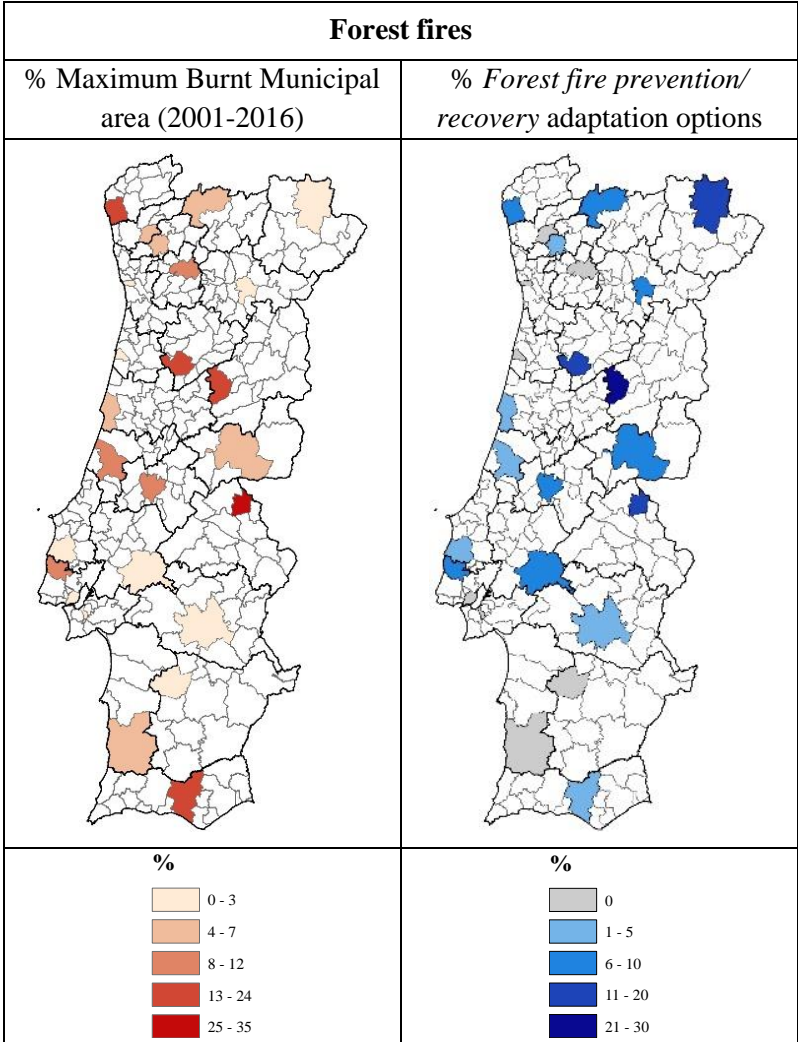 Forest fires
% Maximum Burnt Municipal
area (2001-2016)
% Forest fire prevention/
recovery adaptation options
%
0 - 3
4 - 7
8 - 12
13 - 24
25 - 35
%
0
1 - 5
6 - 10
11 - 20
21 - 30